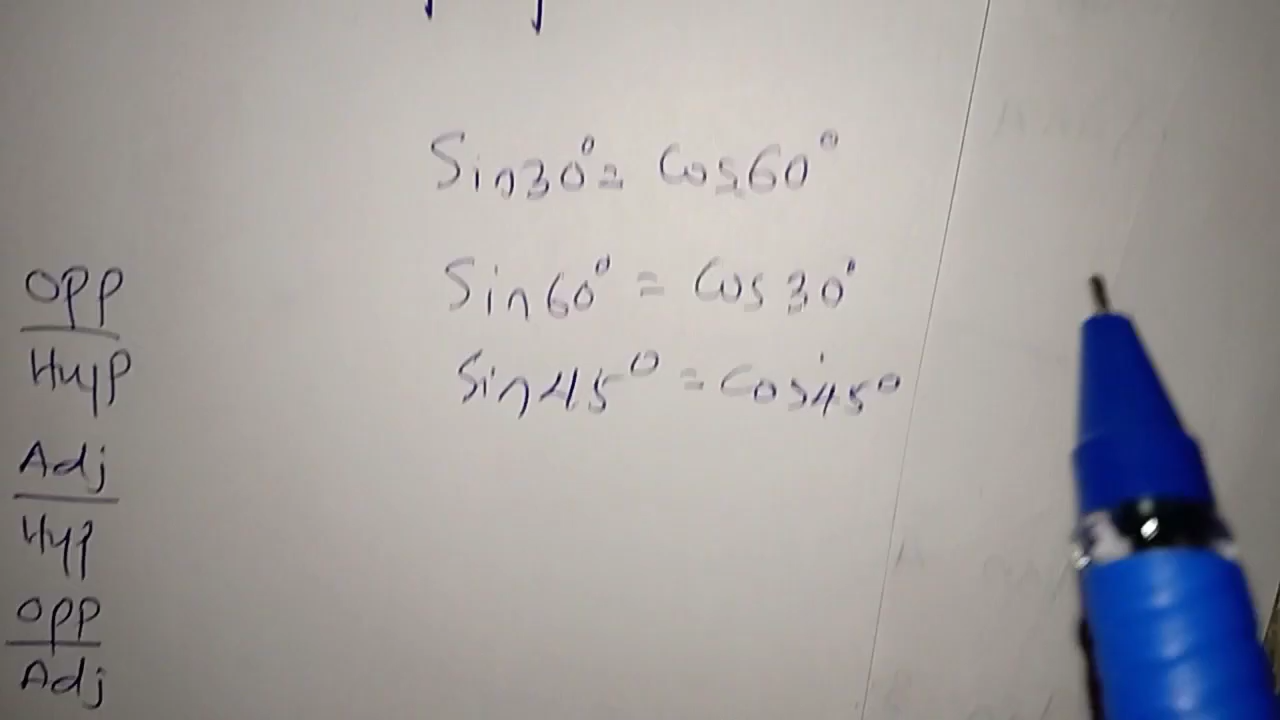 Sin30°= Cos60°
Sin60° = Cos30°
Sin45° = Cos45°
Opp
Hyp
Adj
Hyp
Opp
Adj